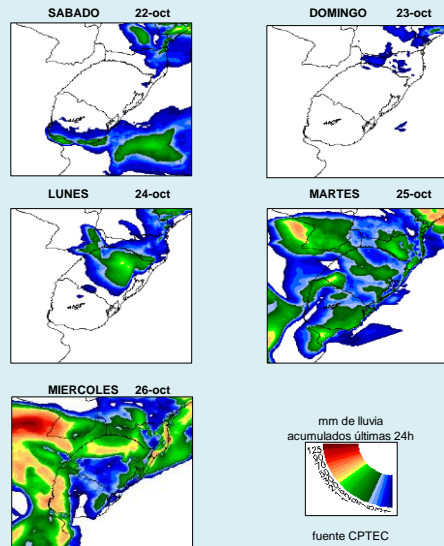 SABADO 22-oct
DOMINGO 23-oct
LUNES 24-oct
MARTES 25-oct
MIERCOLES 26-oct
mm de lluvia
acumulados últimas 24h
125
fuente CPTEC